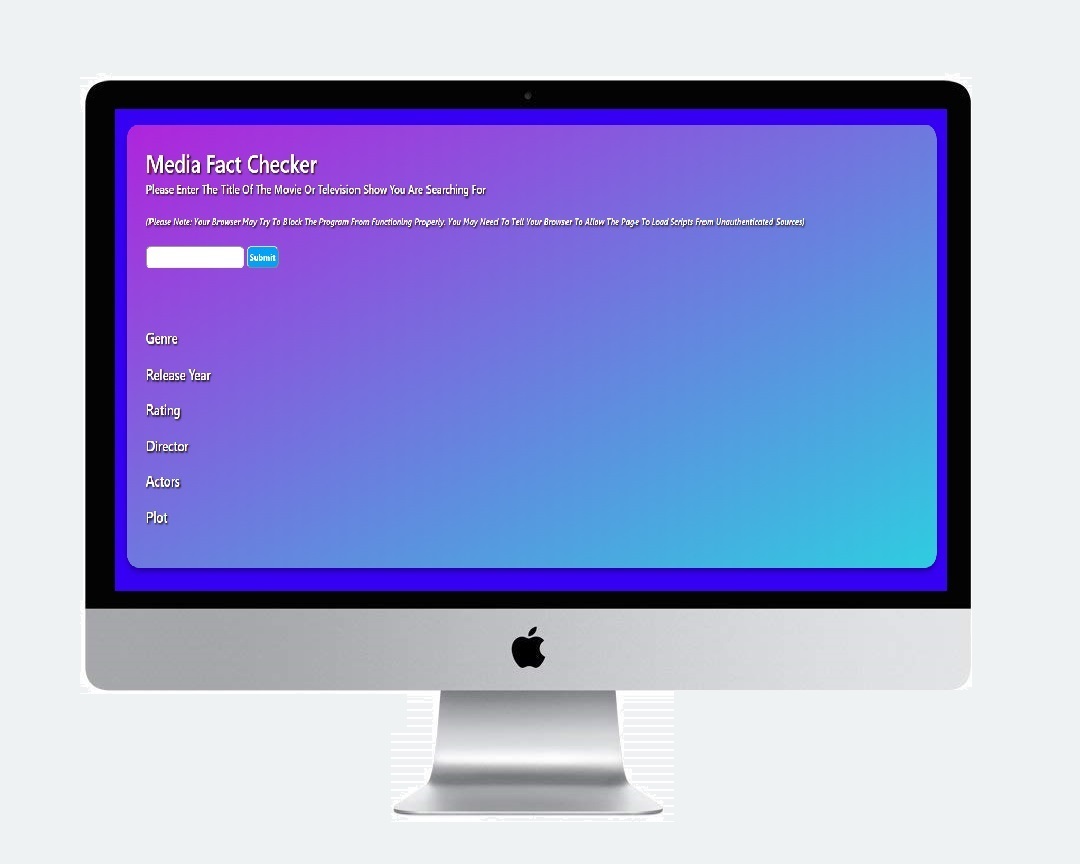 Media Fact Checker
Please Enter The Title Of The Movie Or Television Show You Are Searching For
(Please Note: Your Browser May Try To Block The Program From Functioning Properly. You May Need To Tell Your Browser To Allow The Page To Load Scripts From Unauthenticated Sources)
Submit
Genre
Release Year
Rating
Director
Actors
Plot